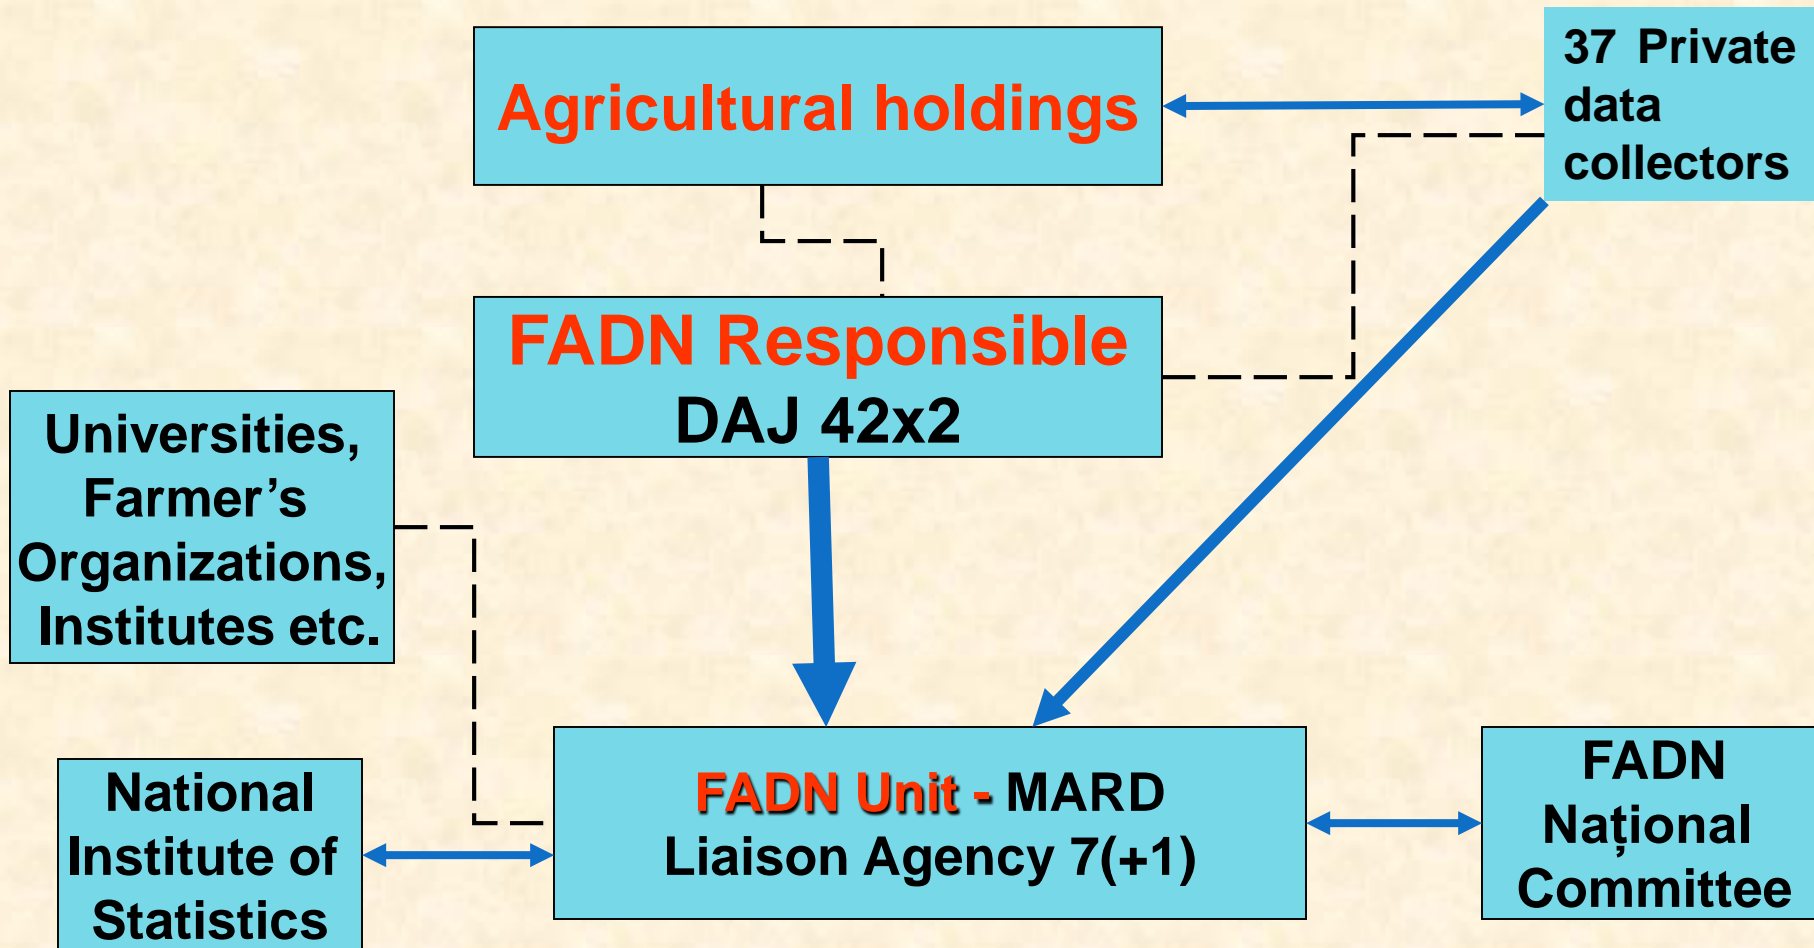 Agricultural holdings
37 Private
data
collectors
FADN Responsible
DAJ 42x2
Universities,
Farmer’s
Organizations,
Institutes etc.
National
Institute of
Statistics
FADN Unit - MARD
Liaison Agency 7(+1)
FADN
Național
Committee